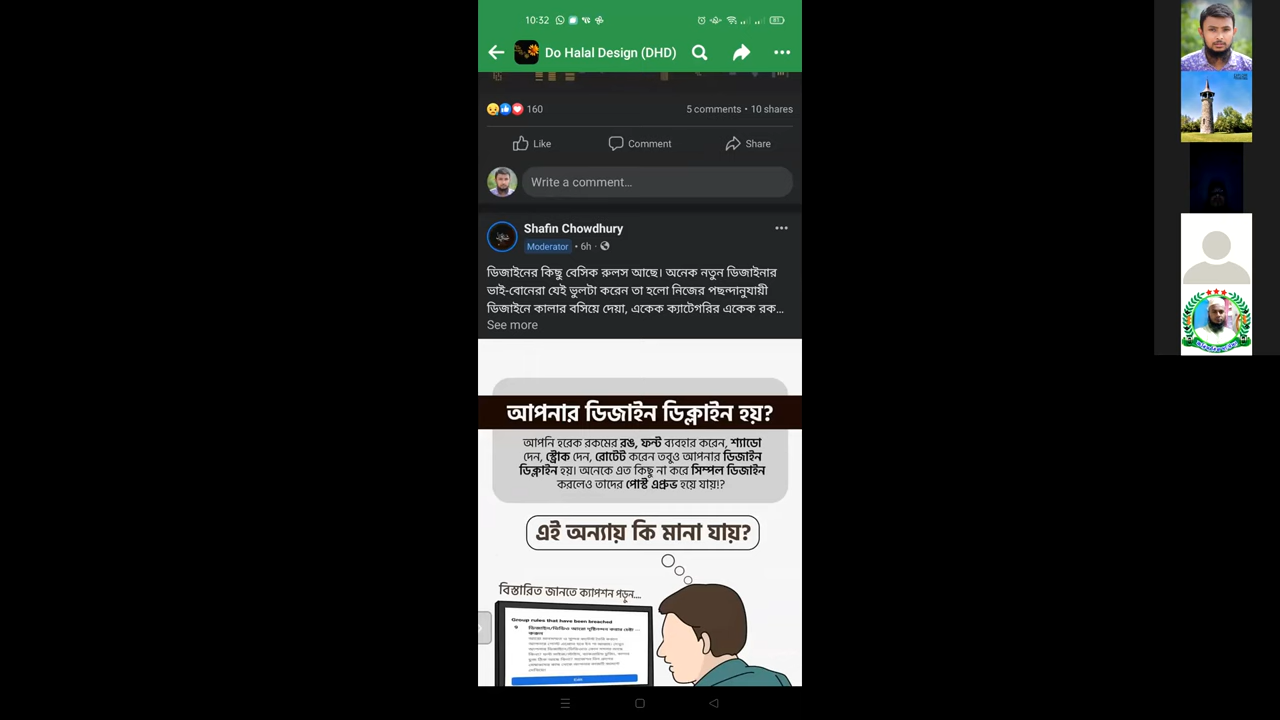 10:32
81
Do Halal Design (DHD)
160
5 comments • 10 shares
Like
Comment
Share
Write a comment...
Shafin Chowdhury
Moderator • 6h
ডিজাইনের কিছু বেসিক রুলস আছে। অনেক নতুন ডিজাইনার
ভাই-বোনেরা যেই ভুলটা করেন তা হলো নিজের পছন্দানুযায়ী
ডিজাইনে কালার বসিয়ে দেয়া, একেক ক্যাটেগরির একেক রক...
See more
আপনার ডিজাইন ডিক্লাইন হয়?
আপনি হরেক রকমের রঙ, ফন্ট ব্যবহার করেন, শ্যাডো
দেন, স্ট্রোক দেন, রোটেট করেন তবুও আপনার ডিজাইন
ডিক্লাইন হয়। অনেকে এত কিছু না করে সিম্পল ডিজাইন
করলেও তাদের পোস্ট এপ্রুভ হয়ে যায়!?
এই অন্যায় কি মানা যায়?
বিস্তারিত জানতে ক্যাপশন পড়ুন....
Group rules that have been breached